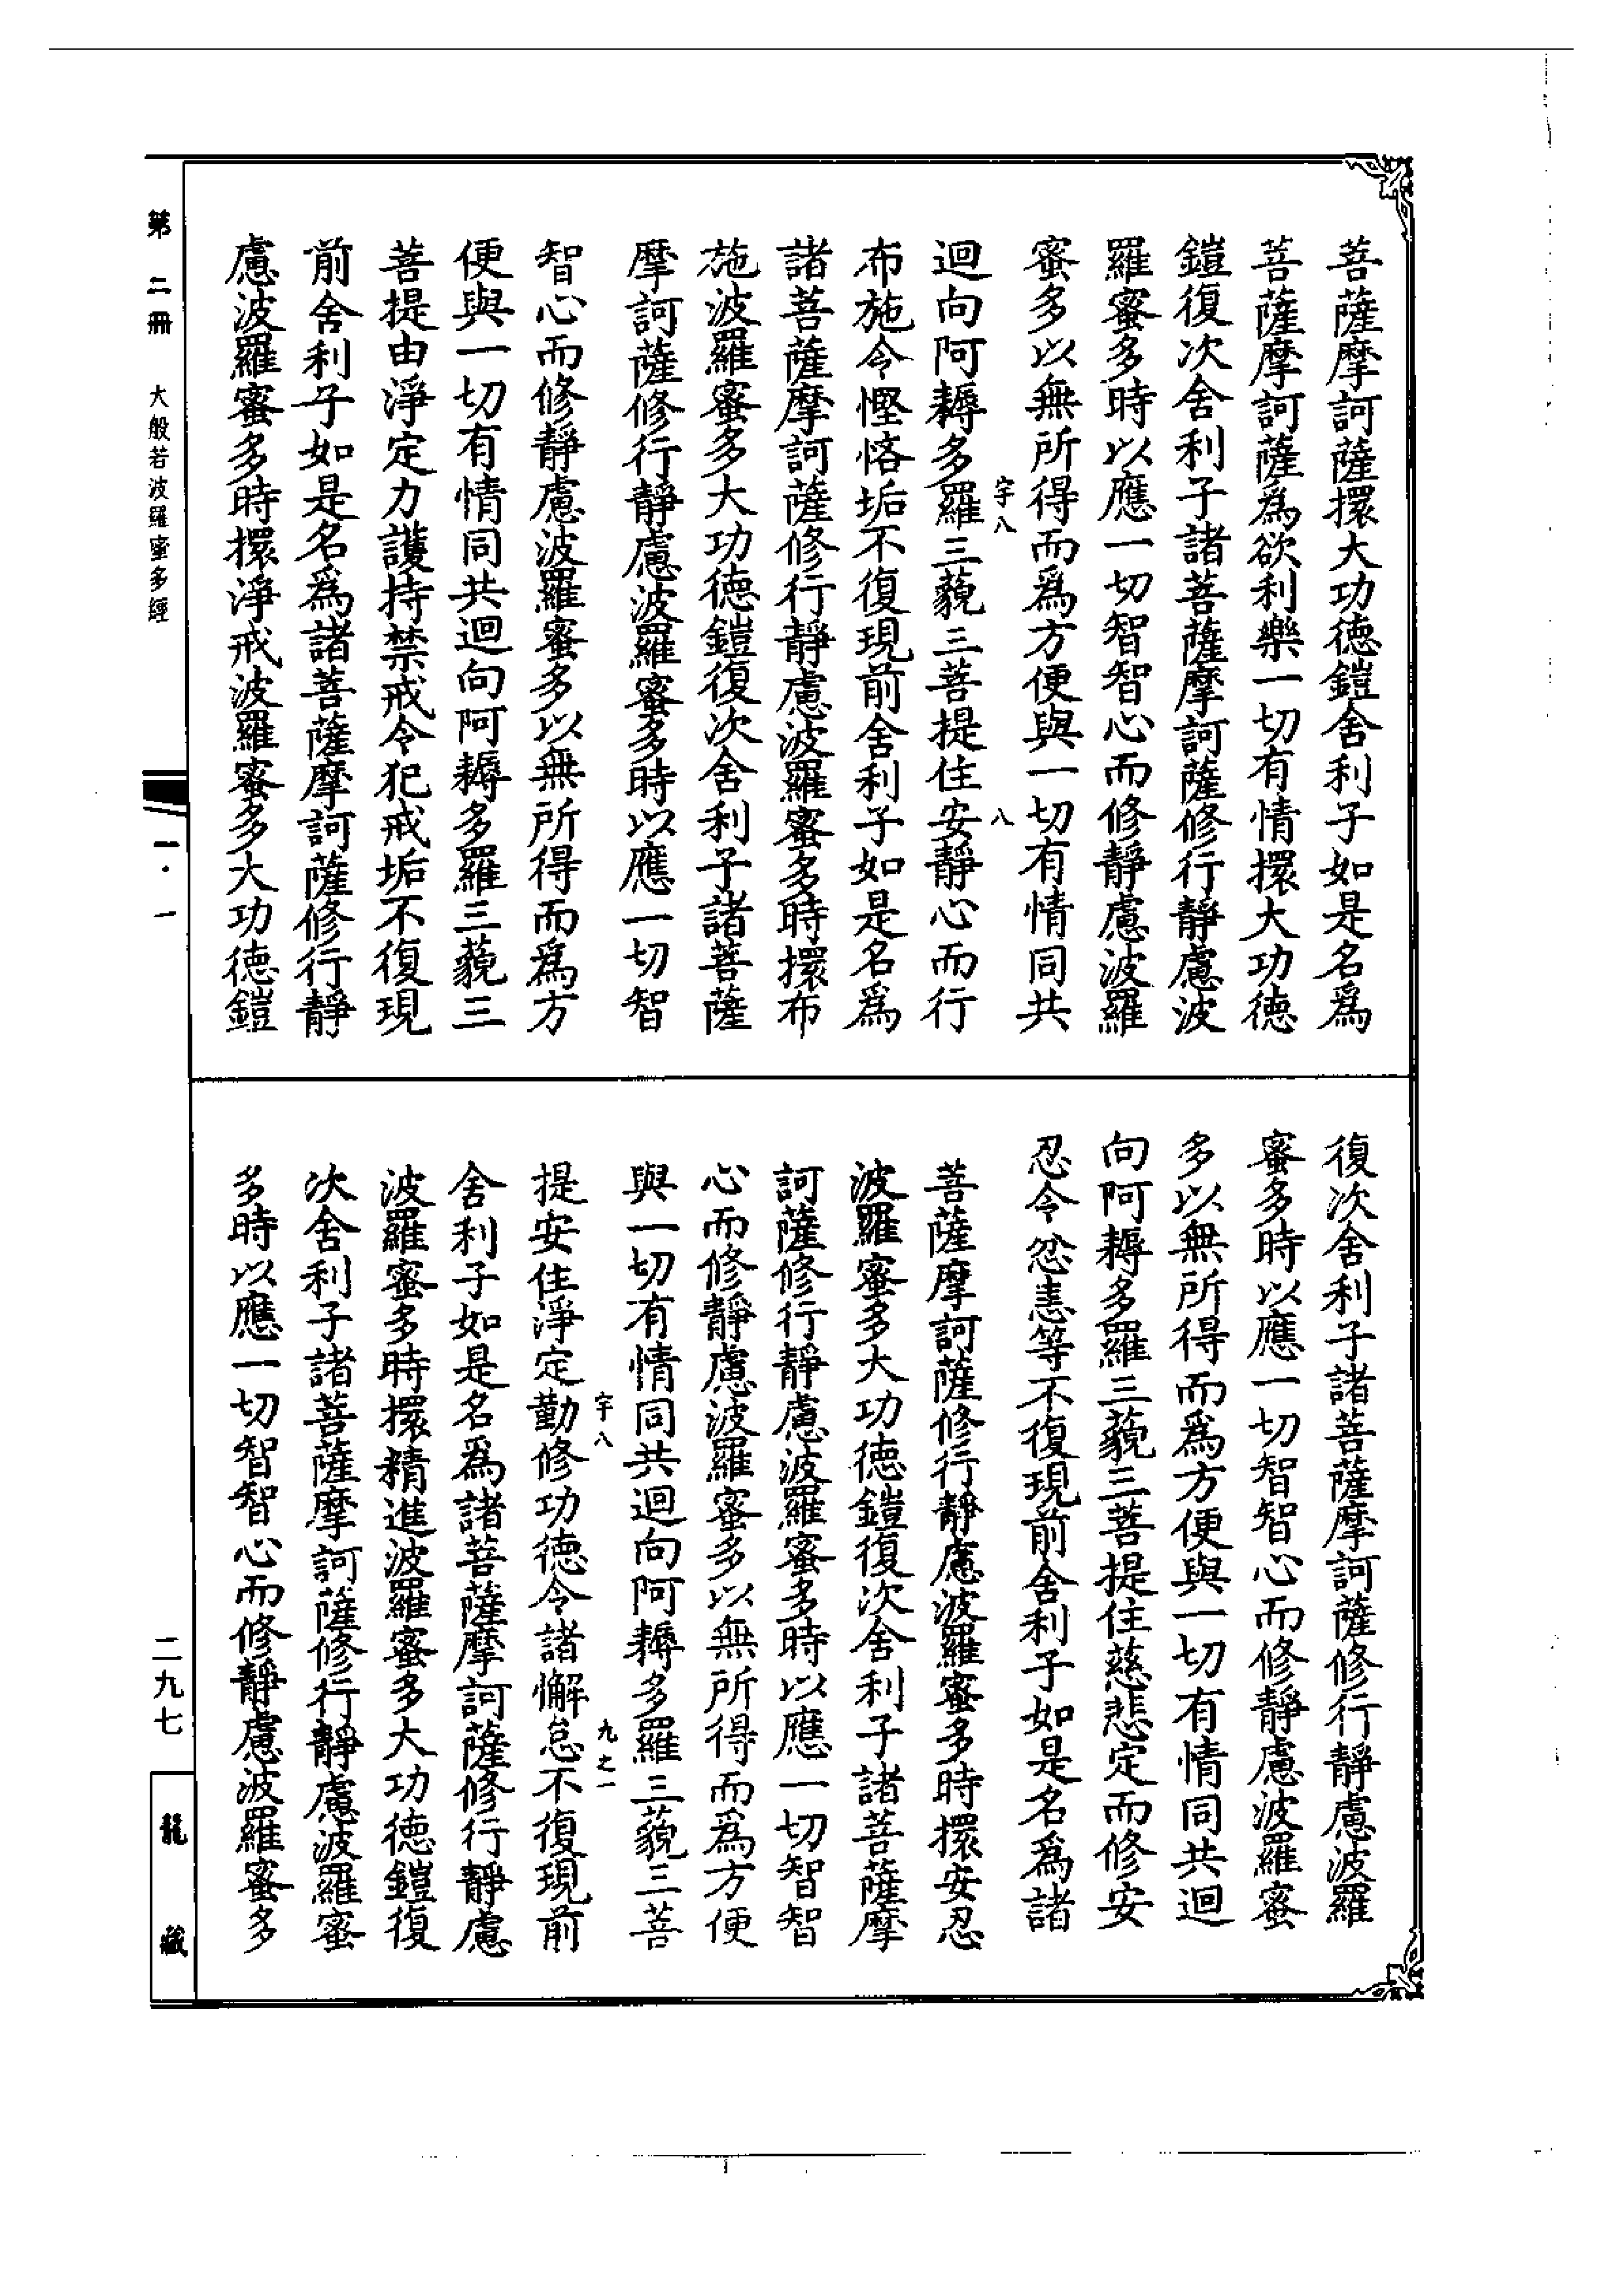 菩薩摩訶薩擐大功德鎧舍利子如是名爲
菩薩摩訶薩爲欲利樂一切有情擐大功德
鎧復次舍利子諸菩薩摩訶薩修行靜慮波
羅蜜多時以應一切智智心而修靜慮波羅
蜜多以無所得而爲方便與一切有情同共
宇八
八
迴向阿耨多羅三藐三菩提住安靜心而行
布施令慳悋垢不復現前舍利子如是名爲
諸菩薩摩訶薩修行靜慮波羅蜜多時擐布
施波羅蜜多大功德鎧復次舍利子諸菩薩
摩訶薩修行靜慮波羅蜜多時以應一切智
智心而修靜慮波羅蜜多以無所得而爲方
便與一切有情同共迴向阿耨多羅三藐三
菩提由淨定力護持禁戒令犯戒垢不復現
前舍利子如是名爲諸菩薩摩訶薩修行靜
慮波羅蜜多時擐淨戒波羅蜜多大功德鎧
復次舍利子諸菩薩摩訶薩修行靜慮波羅
蜜多時以應一切智智心而修靜慮波羅蜜
多以無所得而爲方便與一切有情同共迴
向阿耨多羅三藐三菩提住慈悲定而修安
忍令忿恚等不復現前舍利子如是名爲諸
菩薩摩訶薩修行靜慮波羅蜜多時擐安忍
波羅蜜多大功德鎧復次舍利子諸菩薩摩
訶薩修行靜慮波羅蜜多時以應一切智智
心而修靜慮波羅蜜多以無所得而爲方便
與一切有情同共迴向阿耨多羅三藐三菩
宇八
九之一
提安住淨定勤修功德令諸懈怠不復現前
舍利子如是名爲諸菩薩摩訶薩修行靜慮
波羅蜜多時擐精進波羅蜜多大功德鎧復
次舍利子諸菩薩摩訶薩修行靜慮波羅蜜
多時以應一切智智心而修靜慮波羅蜜多
第二冊 大般若波羅蜜多經
一·一
二九七
龍藏